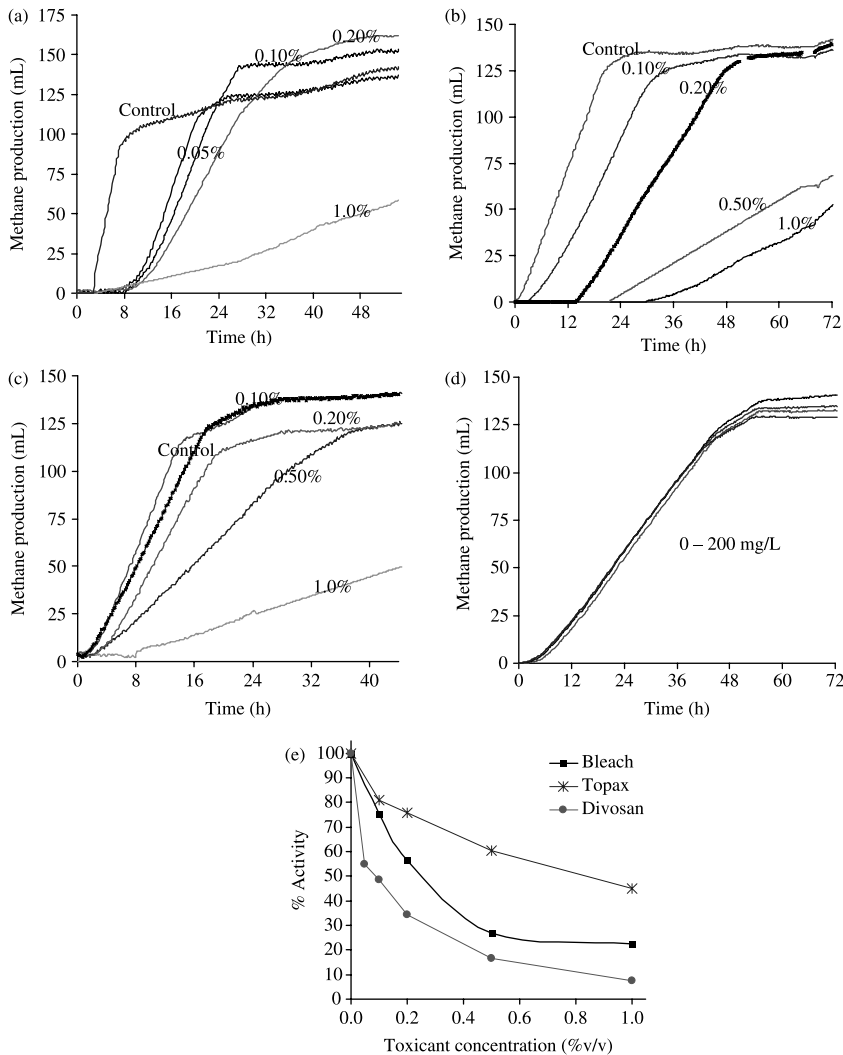 (a)
175
150
125
100
75
50
25
0
Methane production (mL)
Control
0.10%
0.20%
0.05%
1.0%
0 8 16 24 32 40 48
Time (h)
(b)
150
125
100
75
50
25
0
Methane production (mL)
Control
0.10%
0.20%
0.50%
1.0%
0 12 24 36 48 60 72
Time (h)
(c)
150
125
100
75
50
25
0
Methane production (mL)
0.10%
0.20%
Control
0.50%
1.0%
0 8 16 24 32 40
Time (h)
(d)
150
125
100
75
50
25
0
Methane production (mL)
0 – 200 mg/L
0 12 24 36 48 60 72
Time (h)
(e)
100
90
80
70
60
50
40
30
20
10
0
% Activity
Bleach
Topax
Divosan
0.0 0.2 0.4 0.6 0.8 1.0
Toxicant concentration (%v/v)